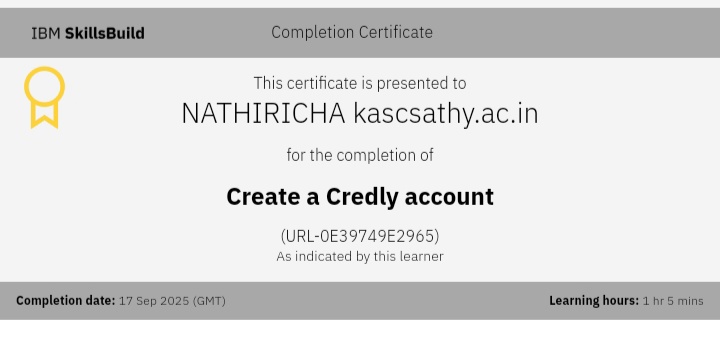 IBM SkillsBuild
Completion Certificate
This certificate is presented to
NATHIRICHA kascsathy.ac.in
for the completion of
Create a Credly account
(URL-0E39749E2965)
As indicated by this learner
Completion date: 17 Sep 2025 (GMT)
Learning hours: 1 hr 5 mins